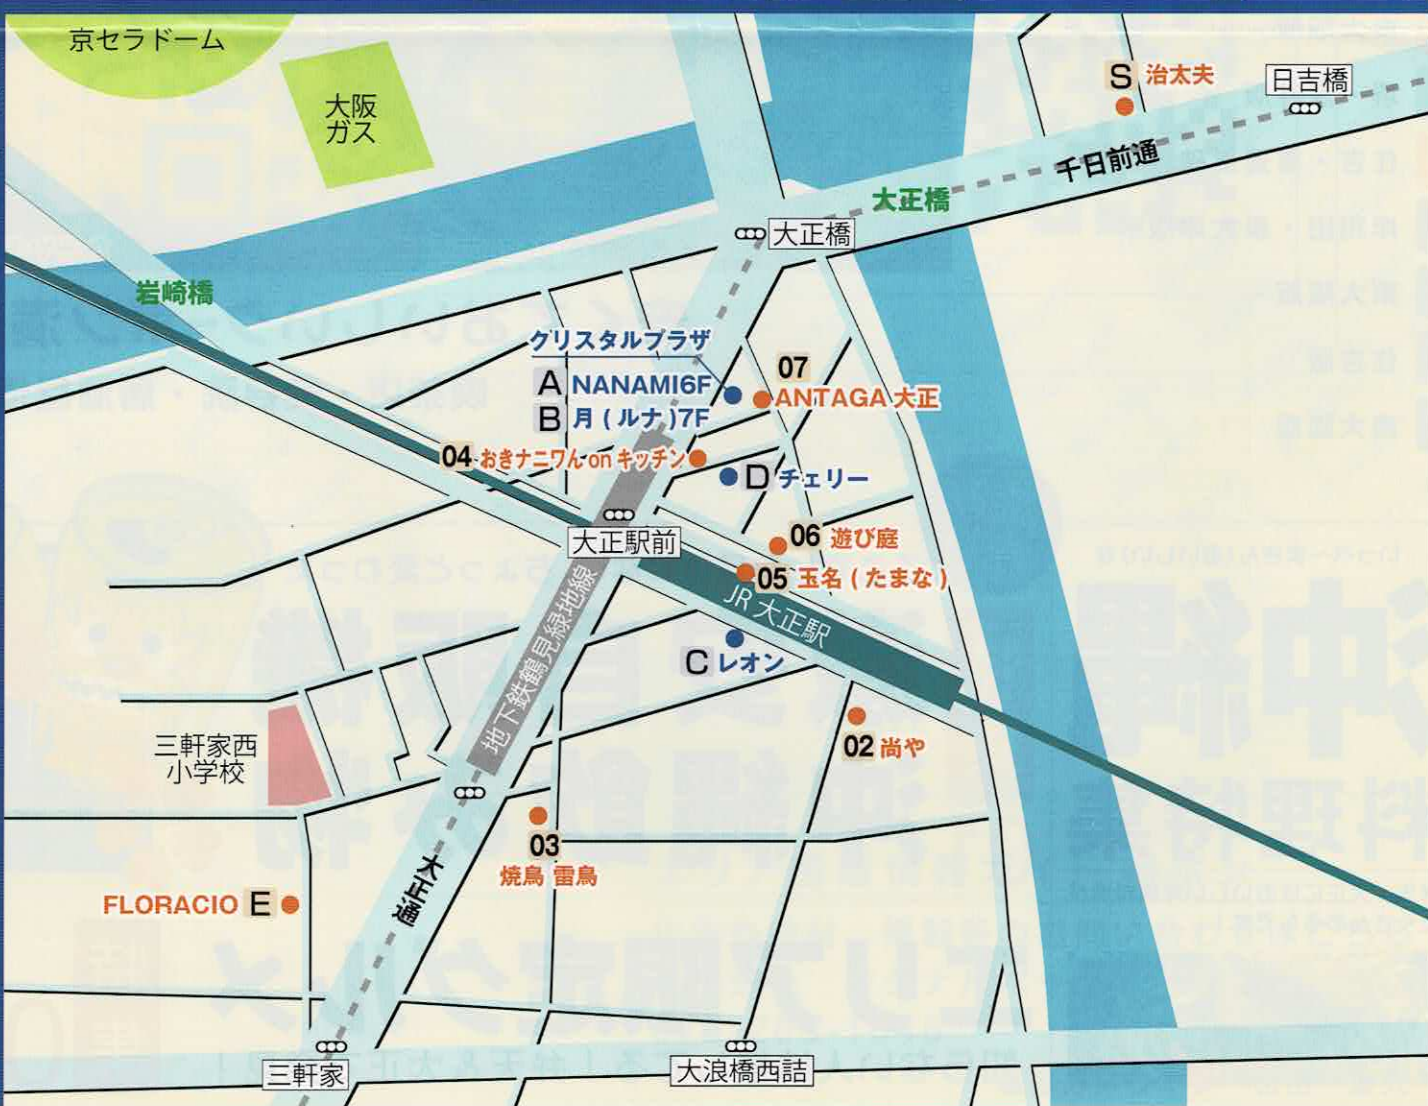 京セラドーム
大阪
ガス
S 治太夫
日吉橋
千日前通
大正橋
大正橋
岩崎橋
クリスタルプラザ
A NANAMI6F
B 月(ルナ)7F
07
ANTAGA 大正
04 おきナニワんonキッチン
D チェリー
大正駅前
06 遊び庭
05 玉名(たまな)
JR 大正駅
地下鉄鶴見緑地線
C レオン
02 尚や
三軒家西
小学校
03
焼鳥 雷鳥
大正通
FLORACIO E
三軒家
大浪橋西詰